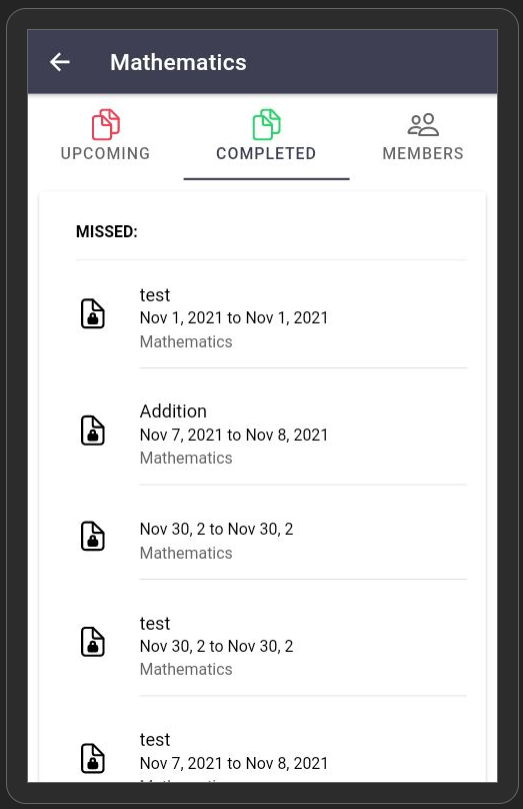 Mathematics
UPCOMING
COMPLETED
MEMBERS
MISSED:
test
Nov 1, 2021 to Nov 1, 2021
Mathematics
Addition
Nov 7, 2021 to Nov 8, 2021
Mathematics
Nov 30, 2 to Nov 30, 2
Mathematics
test
Nov 30, 2 to Nov 30, 2
Mathematics
test
Nov 7, 2021 to Nov 8, 2021